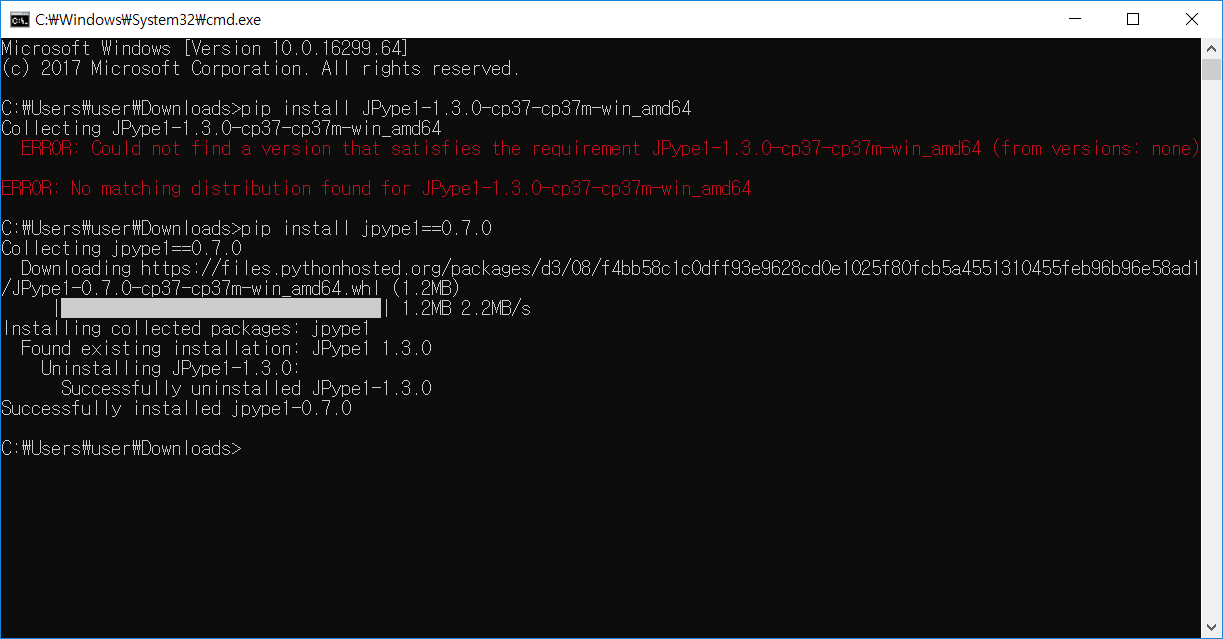 C:₩Windows₩System32₩cmd.exe
Microsoft Windows [Version 10.0.16299.64]
(c) 2017 Microsoft Corporation. All rights reserved.
C:₩Users₩user₩Downloads>pip install JPype1-1.3.0-cp37-cp37m-win_amd64
Collecting JPype1-1.3.0-cp37-cp37m-win_amd64
ERROR: Could not find a version that satisfies the requirement JPype1-1.3.0-cp37-cp37m-win_amd64 (from versions: none)
ERROR: No matching distribution found for JPype1-1.3.0-cp37-cp37m-win_amd64
C:₩Users₩user₩Downloads>pip install jpype1==0.7.0
Collecting jpype1==0.7.0
Downloading https://files.pythonhosted.org/packages/d3/08/f4bb58c1c0dff93e9628cd0e1025f80fcb5a4551310455feb96b96e58ad1
/JPype1-0.7.0-cp37-cp37m-win_amd64.whl (1.2MB)
| | 1.2MB 2.2MB/s
Installing collected packages: jpype1
Found existing installation: JPype1 1.3.0
Uninstalling JPype1-1.3.0:
Successfully uninstalled JPype1-1.3.0
Successfully installed jpype1-0.7.0
C:₩Users₩user₩Downloads>